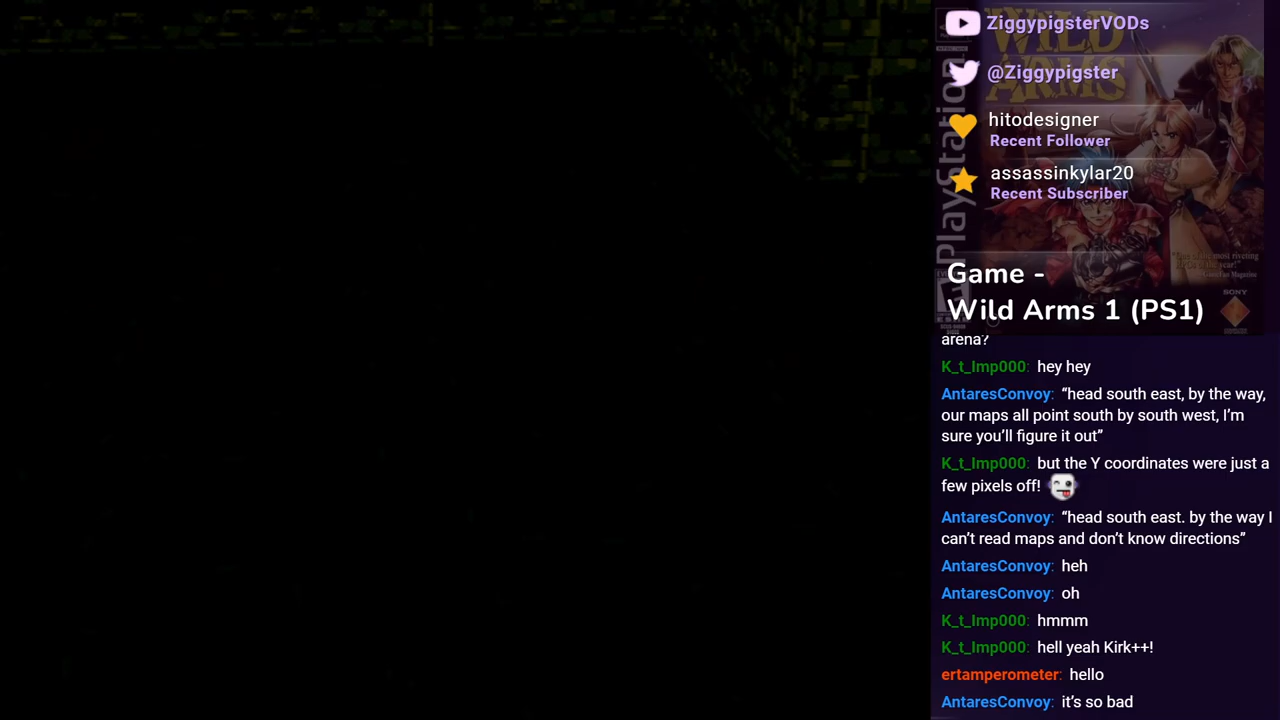 ZiggypigsterVODs
@Ziggypigster
hitodesigner
Recent Follower
assassinkylar20
Recent Subscriber
WILD
ARMS
PlayStation
SONY
Game -
Wild Arms 1 (PS1)
arena?
K_t_Imp000: hey hey
AntaresConvoy: “head south east, by the way,
our maps all point south by south west, I’m
sure you’ll figure it out”
K_t_Imp000: but the Y coordinates were just a
few pixels off!
AntaresConvoy: “head south east. by the way I
can’t read maps and don’t know directions”
AntaresConvoy: heh
AntaresConvoy: oh
K_t_Imp000: hmmm
K_t_Imp000: hell yeah Kirk++!
ertamperometer: hello
AntaresConvoy: it’s so bad